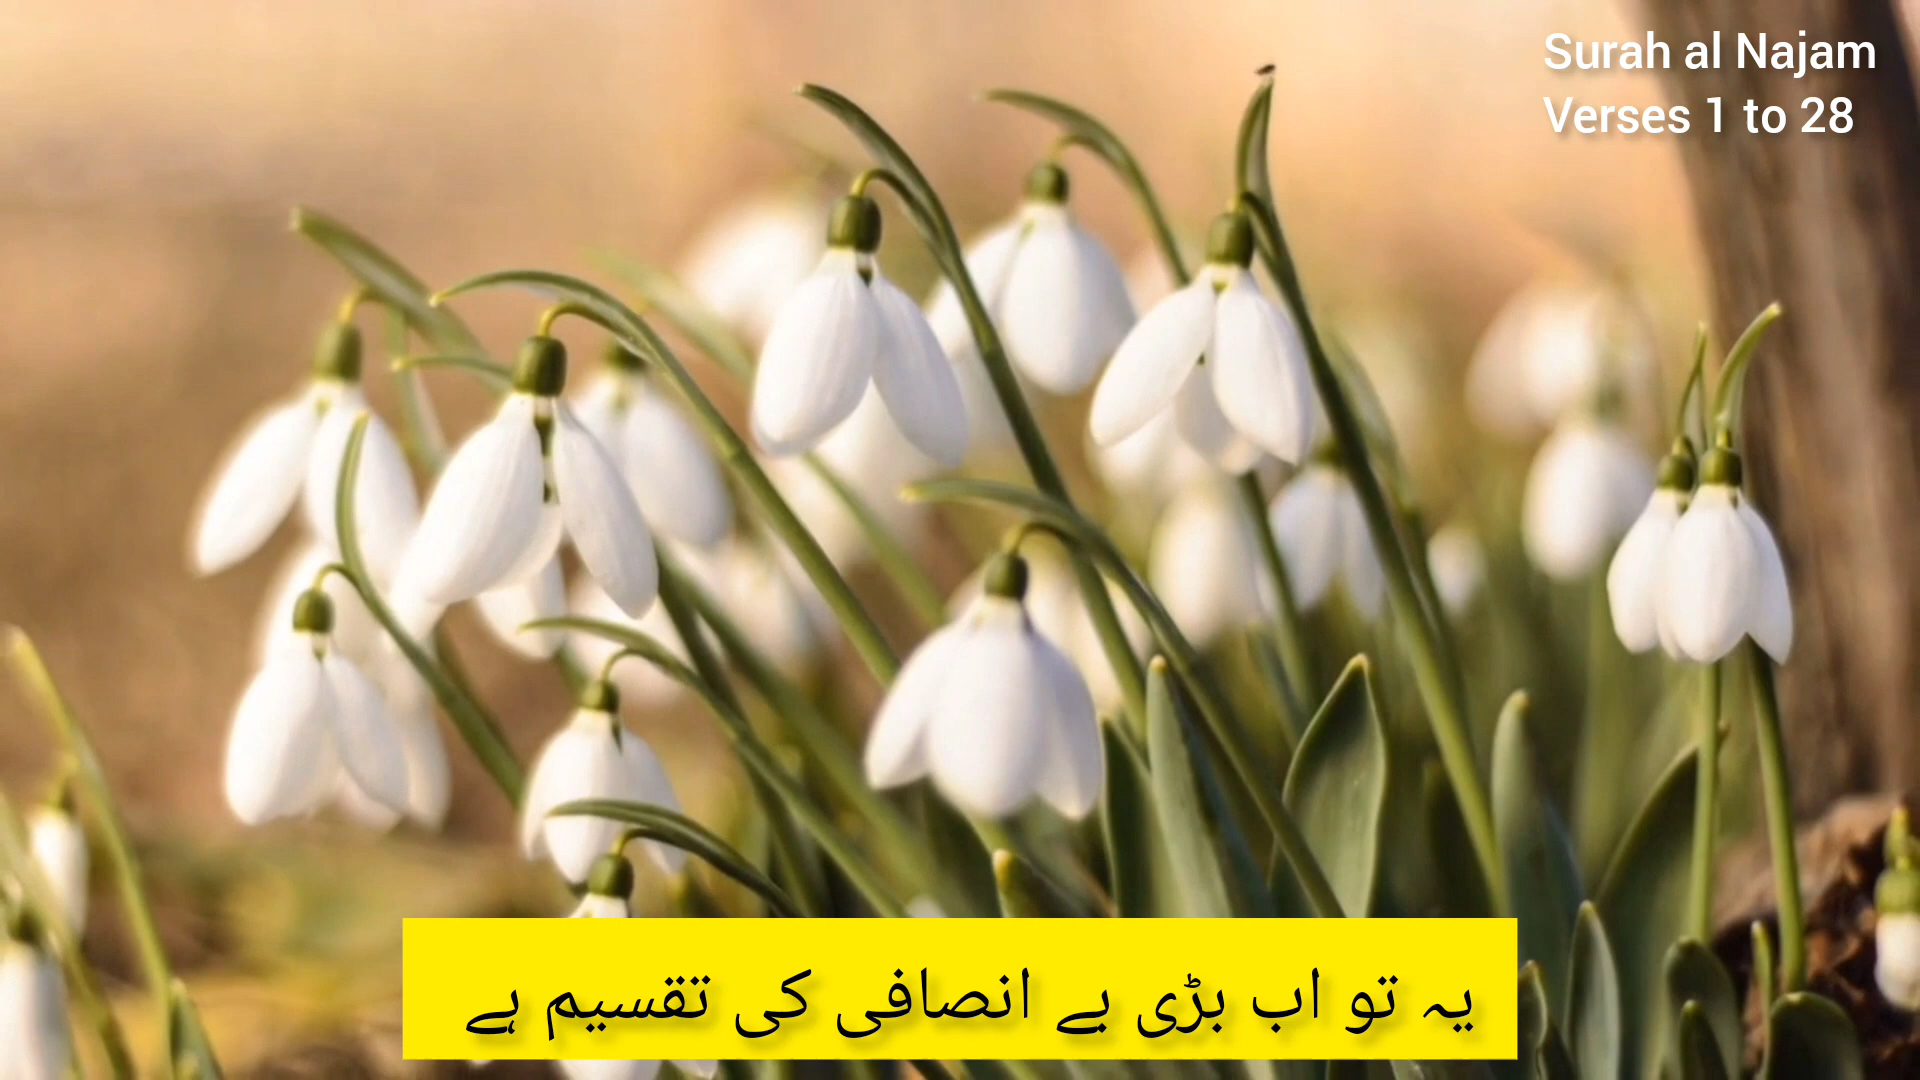 Surah al Najam
Verses 1 to 28
یہ تو اب بڑی بے انصافی کی تقسیم ہے